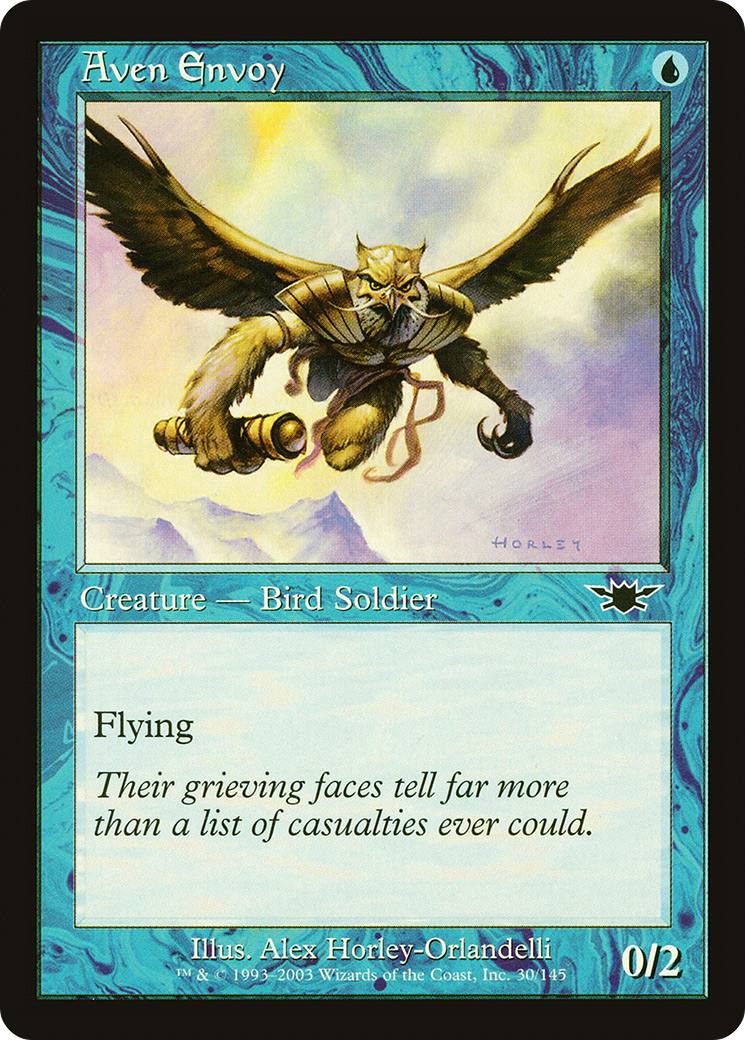 Aven Envoy
HORLEY
Creature — Bird Soldier
Flying
Their grieving faces tell far more
than a list of casualties ever could.
Illus. Alex Horley-Orlandelli
™ & © 1993–2003 Wizards of the Coast, Inc. 30/145
0/2